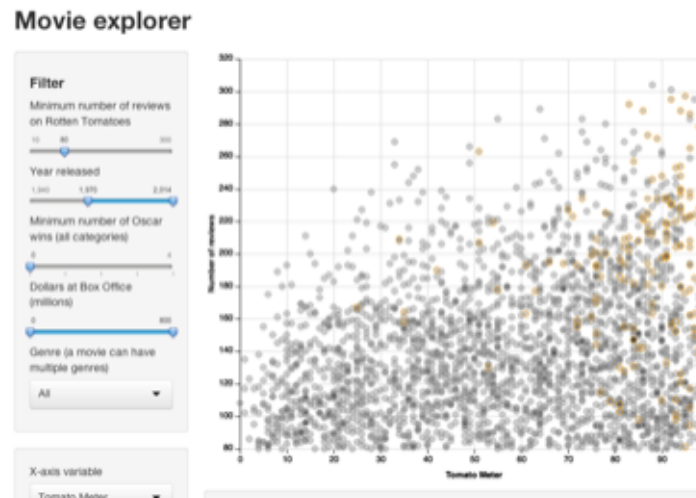 Movie explorer
Filter
Minimum number of reviews
on Rotten Tomatoes
10 80 300
Year released
1,940 1,970 2,014
Minimum number of Oscar
wins (all categories)
0 4
Dollars at Box Office
(millions)
0 800
Genre (a movie can have
multiple genres)
All
X-axis variable
Tomato Meter
320
300
280
260
240
220
200
180
160
140
120
100
80
Number of reviews
0 10 20 30 40 50 60 70 80 90
Tomato Meter